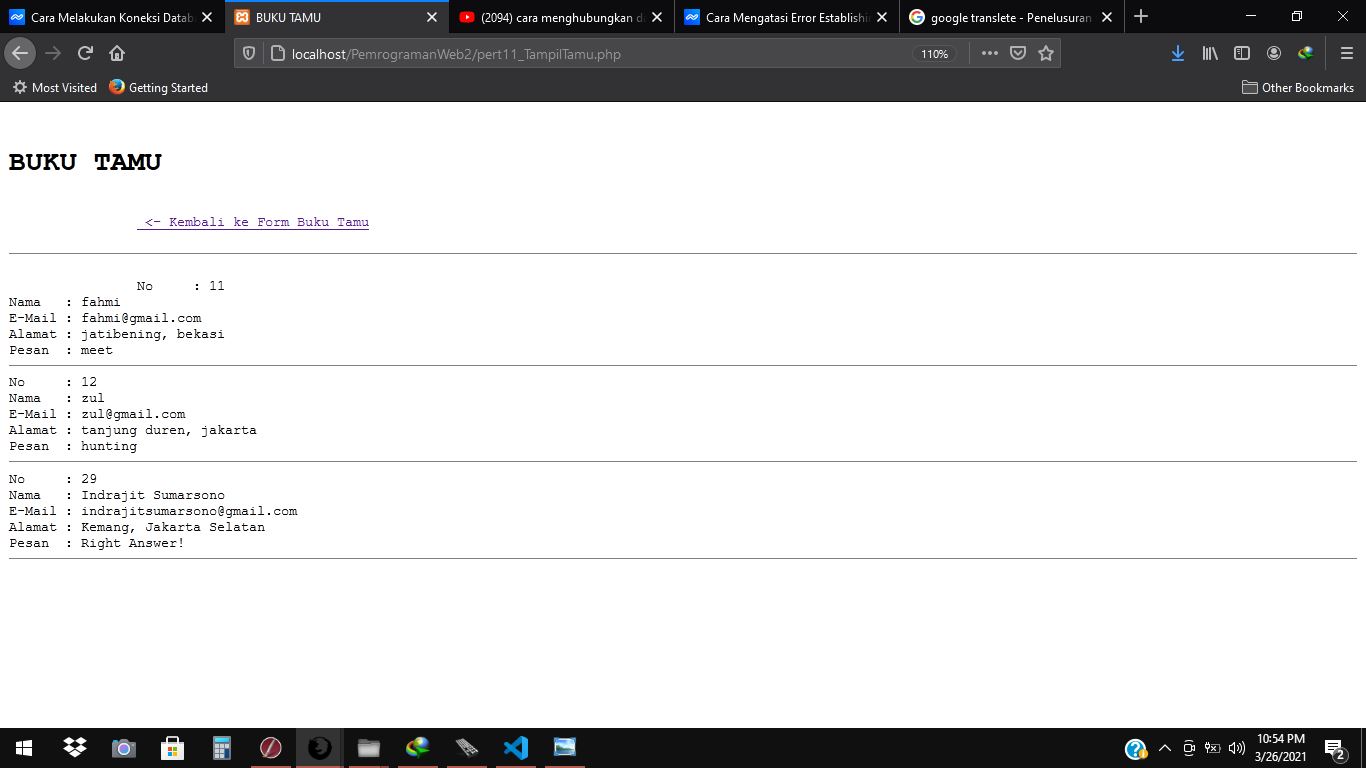 Cara Melakukan Koneksi Datab
BUKU TAMU
(2094) cara menghubungkan da
Cara Mengatasi Error Establishi
google translete - Penelusuran
localhost/PemrogramanWeb2/pert11_TampilTamu.php
110%
Most Visited
Getting Started
Other Bookmarks
BUKU TAMU
<- Kembali ke Form Buku Tamu
No : 11
Nama : fahmi
E-Mail : fahmi@gmail.com
Alamat : jatibening, bekasi
Pesan : meet
No : 12
Nama : zul
E-Mail : zul@gmail.com
Alamat : tanjung duren, jakarta
Pesan : hunting
No : 29
Nama : Indrajit Sumarsono
E-Mail : indrajitsumarsono@gmail.com
Alamat : Kemang, Jakarta Selatan
Pesan : Right Answer!
10:54 PM
3/26/2021
2